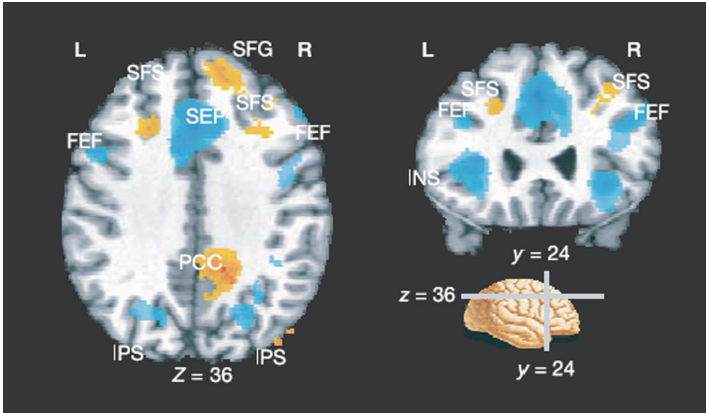 L
SFG
R
SFS
SFS
SEP
FEF
FEF
PCC
IPS
IPS
Z = 36
L
R
SFS
SFS
FEF
FEF
INS
y = 24
z = 36
y = 24